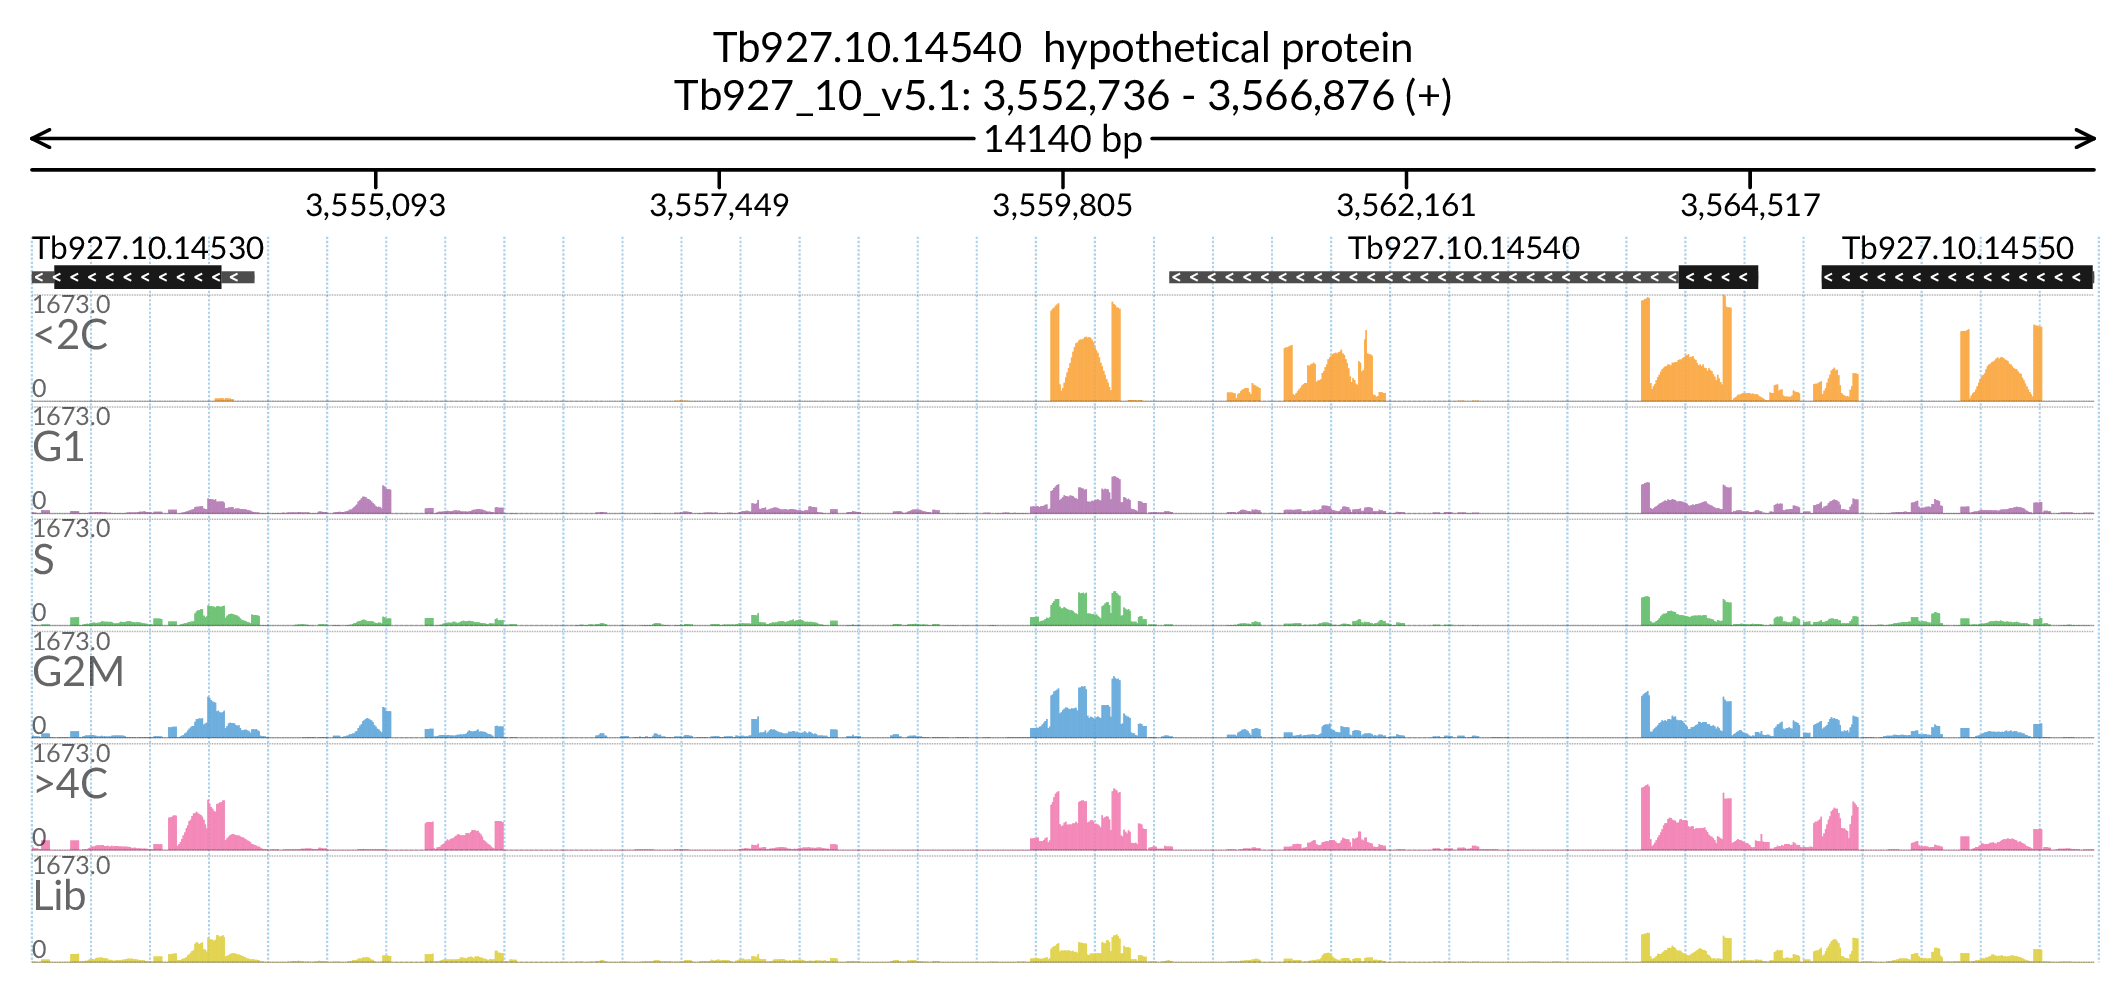 Tb927.10.14540 hypothetical protein
Tb927_10_v5.1: 3,552,736 - 3,566,876 (+)
14140 bp
3,555,093 3,557,449 3,559,805 3,562,161 3,564,517
Tb927.10.14530 Tb927.10.14540 Tb927.10.14550
1673.0
<2C
0
1673.0
G1
0
1673.0
S
0
1673.0
G2M
0
1673.0
>4C
0
1673.0
Lib
0